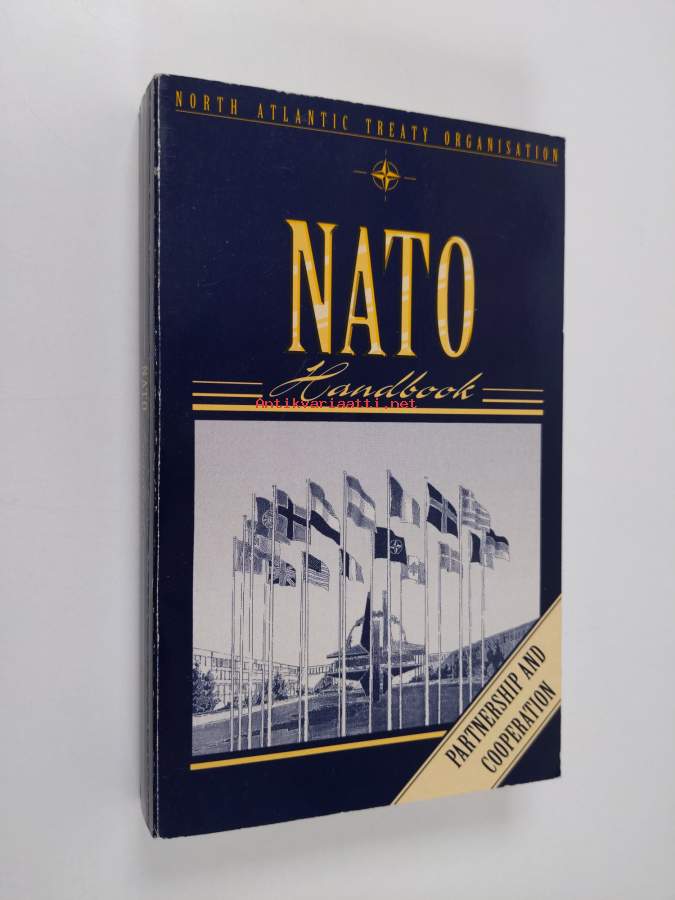 NORTH ATLANTIC TREATY ORGANISATION
NATO
Handbook
Antikvariaatti.net
PARTNERSHIP AND
COOPERATION
NATO